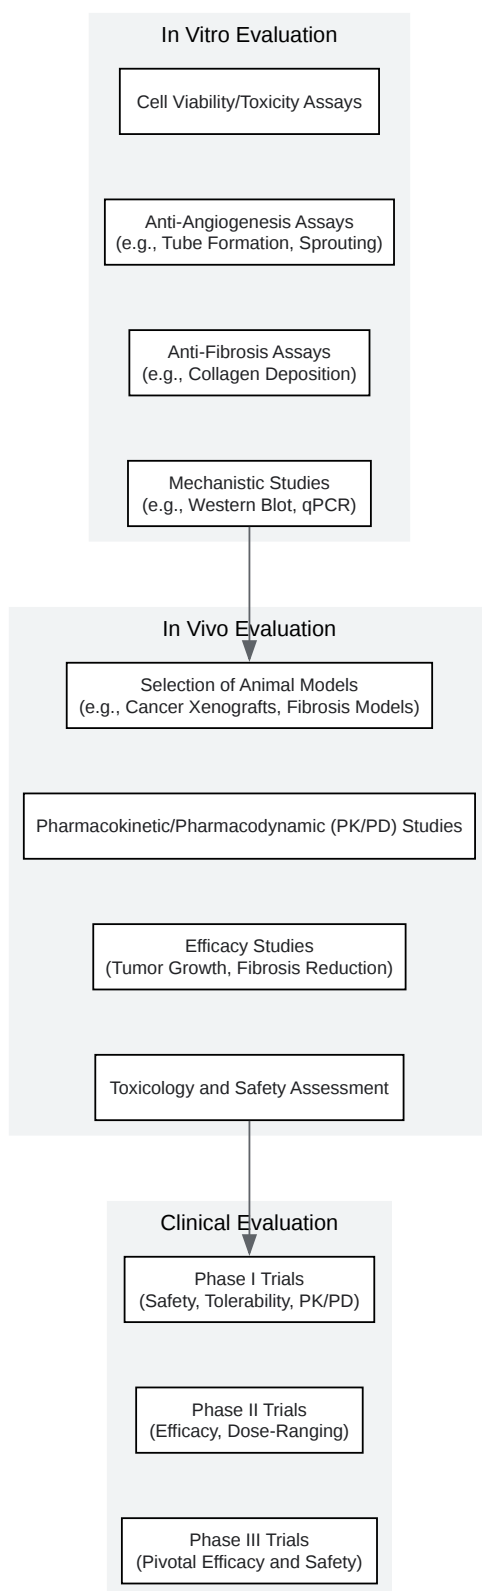 In Vitro Evaluation
Cell Viability/Toxicity Assays
Anti-Angiogenesis Assays
(e.g., Tube Formation, Sprouting)
Anti-Fibrosis Assays
(e.g., Collagen Deposition)
Mechanistic Studies
(e.g., Western Blot, qPCR)
In Vivo Evaluation
Selection of Animal Models
(e.g., Cancer Xenografts, Fibrosis Models)
Pharmacokinetic/Pharmacodynamic (PK/PD) Studies
Efficacy Studies
(Tumor Growth, Fibrosis Reduction)
Toxicology and Safety Assessment
Clinical Evaluation
Phase I Trials
(Safety, Tolerability, PK/PD)
Phase II Trials
(Efficacy, Dose-Ranging)
Phase III Trials
(Pivotal Efficacy and Safety)